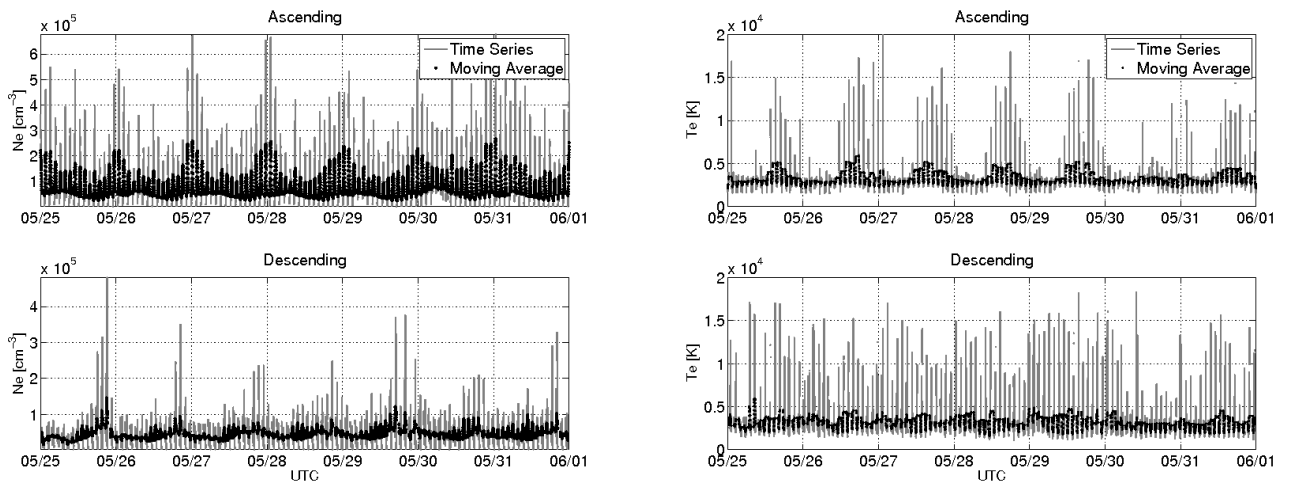 Ascending
x 10^5
Time Series
Moving Average
Ne [cm^-3]
6
5
4
3
2
1
05/25 05/26 05/27 05/28 05/29 05/30 05/31 06/01
Ascending
x 10^4
Time Series
Moving Average
Te [K]
2
1.5
1
0.5
0
05/25 05/26 05/27 05/28 05/29 05/30 05/31 06/01
Descending
x 10^5
Ne [cm^-3]
4
3
2
1
05/25 05/26 05/27 05/28 05/29 05/30 05/31 06/01
UTC
Descending
x 10^4
Te [K]
2
1.5
1
0.5
0
05/25 05/26 05/27 05/28 05/29 05/30 05/31 06/01
UTC